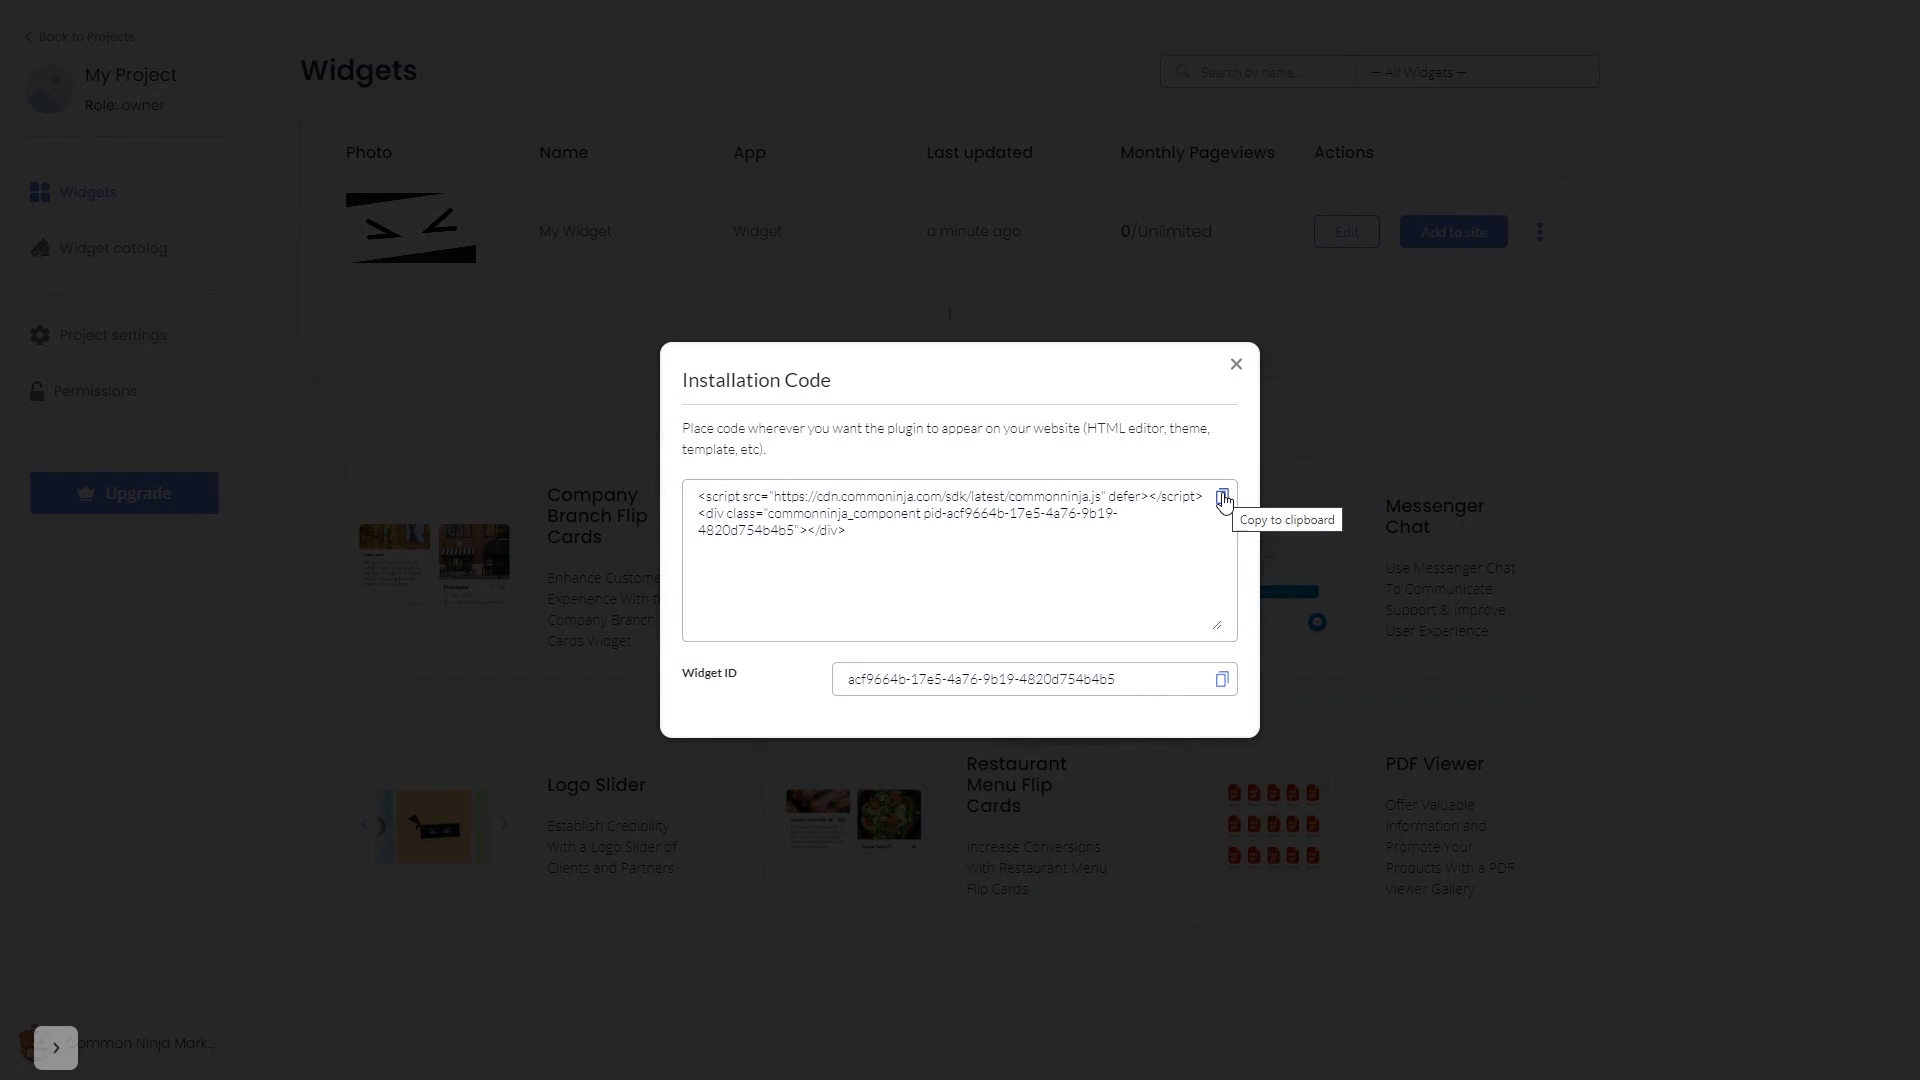 Back to Projects
My Project
Role: owner
Widgets
Widget catalog
Project settings
Permissions
Upgrade
Common Ninja Mark...
Widgets
Search by name...
— All Widgets —
Photo Name App Last updated Monthly Pageviews Actions
My Widget Widget a minute ago 0/Unlimited Edit Add to site
1
Installation Code
Place code wherever you want the plugin to appear on your website (HTML editor, theme,
template, etc).
<script src="https://cdn.commoninja.com/sdk/latest/commonninja.js" defer></script>
<div class="commonninja_component pid-acf9664b-17e5-4a76-9b19-
4820d754b4b5"></div>
Copy to clipboard
Widget ID
acf9664b-17e5-4a76-9b19-4820d754b4b5
Company
Branch Flip
Cards
Enhance Custome
Experience With
Company Branch
Cards Widget
Messenger
Chat
Use Messenger Chat
To Communicate,
Support & Improve
User Experience
Logo Slider
Establish Credibility
With a Logo Slider of
Clients and Partners
Restaurant
Menu Flip
Cards
Increase Conversions
With Restaurant Menu
Flip Cards
PDF Viewer
Offer Valuable
Information and
Promote Your
Products With a PDF
Viewer Gallery